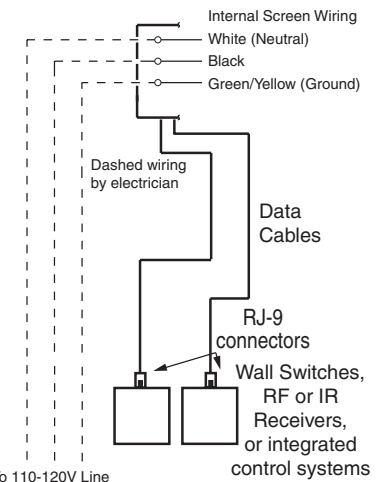 Internal Screen Wiring
White (Neutral)
Black
Green/Yellow (Ground)
Dashed wiring
by electrician
Data
Cables
RJ-9
connectors
Wall Switches,
RF or IR
Receivers,
or integrated
control systems
To 110-120V Line